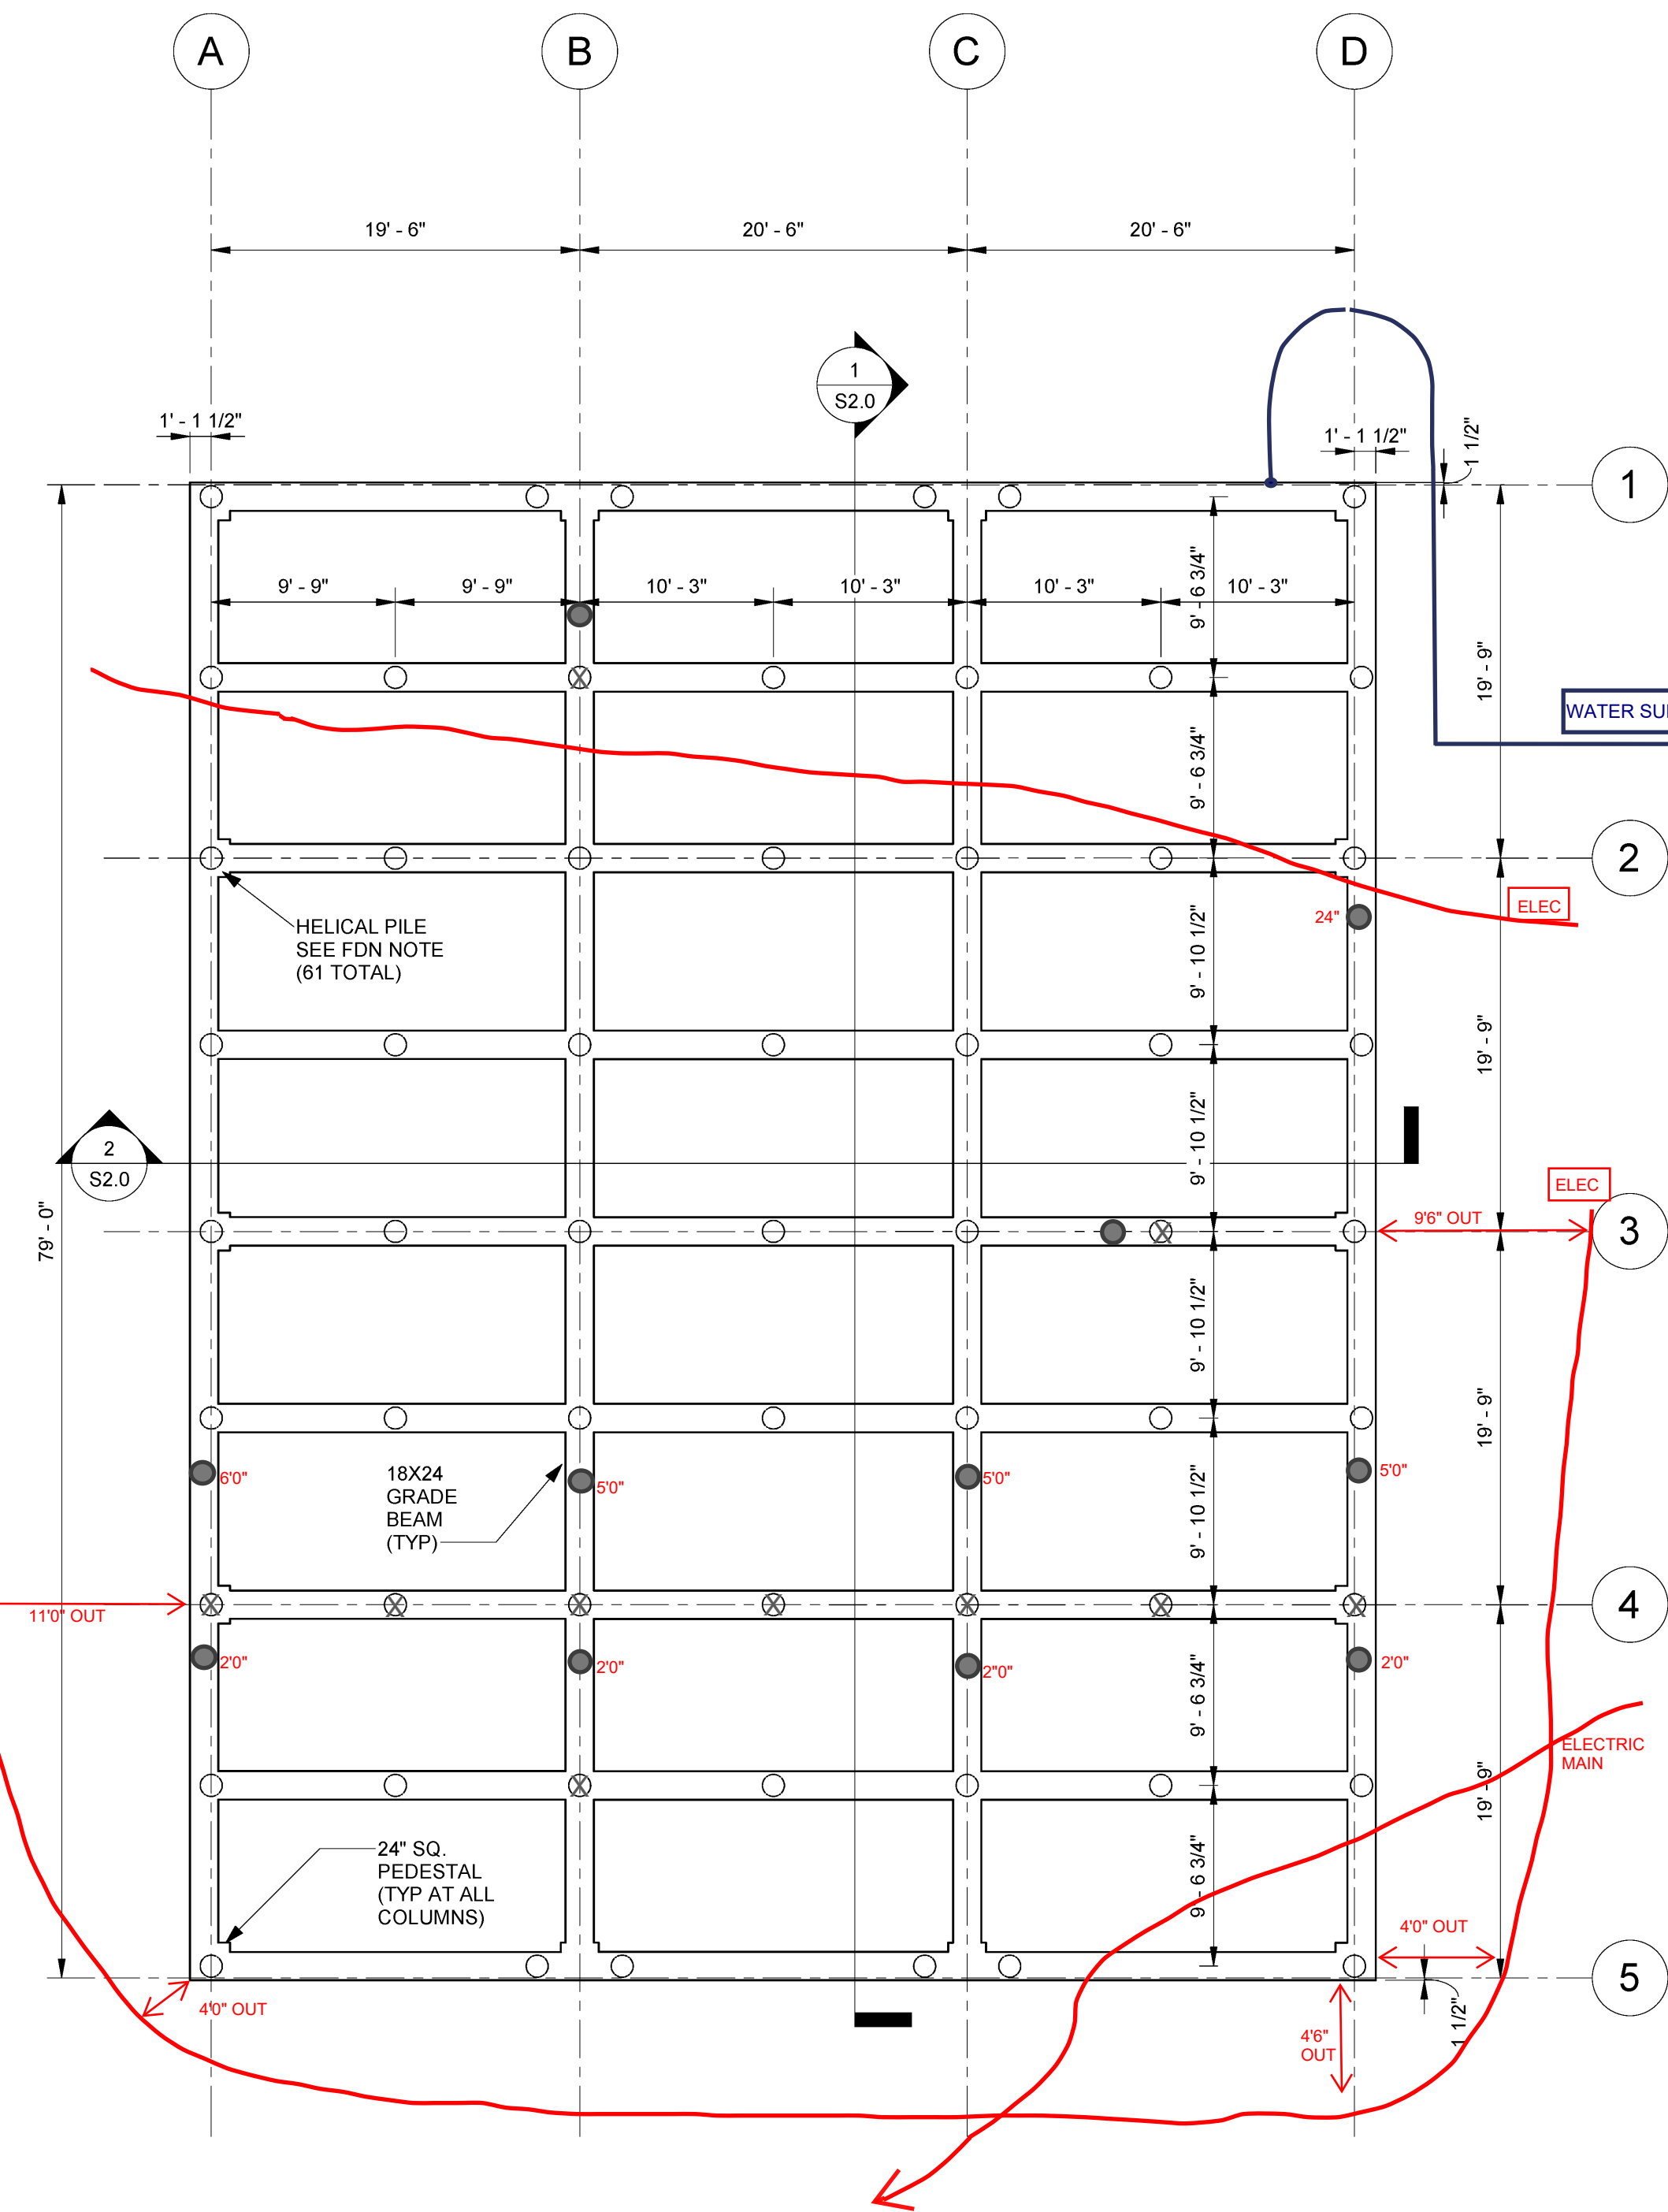 A
B
C
D
19' - 6"
20' - 6"
20' - 6"
1
S2.0
1' - 1 1/2"
1' - 1 1/2"
1 1/2"
1
9' - 6 3/4"
9' - 9"
9' - 9"
10' - 3"
10' - 3"
10' - 3"
10' - 3"
19' - 9"
X
WATER
9' - 6 3/4"
2
ELEC
24"
HELICAL PILE
SEE FDN NOTE
(61 TOTAL)
9' - 10 1/2"
19' - 9"
2
S2.0
9' - 10 1/2"
ELEC
79' - 0"
9'6" OUT
3
X
9' - 10 1/2"
19' - 9"
6'0"
18X24
GRADE
BEAM
(TYP)
5'0"
5'0"
5'0"
9' - 10 1/2"
11'0" OUT
X
X
X
X
X
X
X
4
2'0"
2'0"
2"0"
2'0"
9' - 6 3/4"
ELECTRIC
MAIN
X
19' - 9"
24" SQ.
PEDESTAL
(TYP AT ALL
COLUMNS)
9' - 6 3/4"
4'0" OUT
5
4'0" OUT
4'6"
OUT
1 1/2"